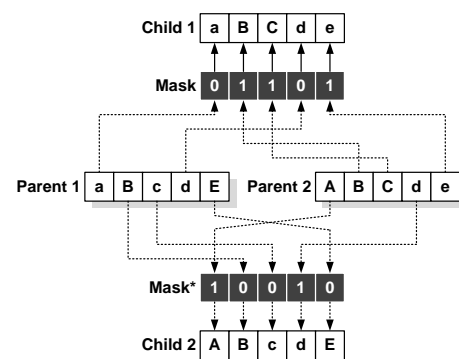 Child 1 a B C d e
Mask 0 1 1 0 1
Parent 1 a B c d E Parent 2 A B C d e
Mask* 1 0 0 1 0
Child 2 A B c d E